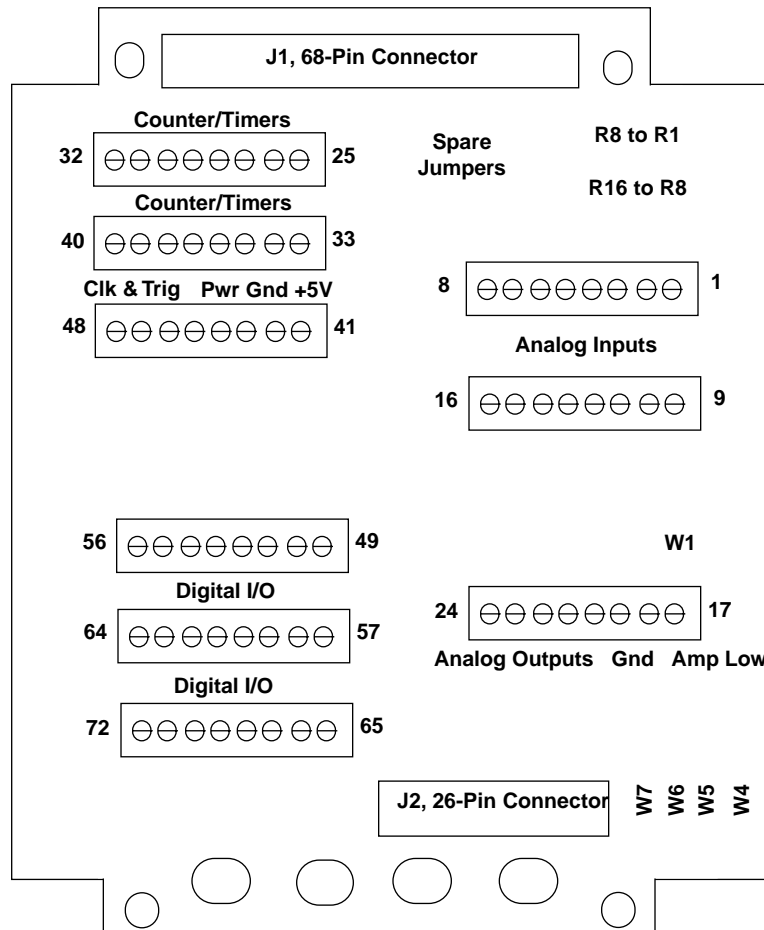 J1, 68-Pin Connector
Counter/Timers
32 25
Spare
Jumpers
R8 to R1
R16 to R8
Counter/Timers
40 33
Clk & Trig Pwr Gnd +5V
48 41
8 1
Analog Inputs
16 9
56 49
W1
Digital I/O
64 57
24 17
Analog Outputs Gnd Amp Low
Digital I/O
72 65
J2, 26-Pin Connector
W7
W6
W5
W4